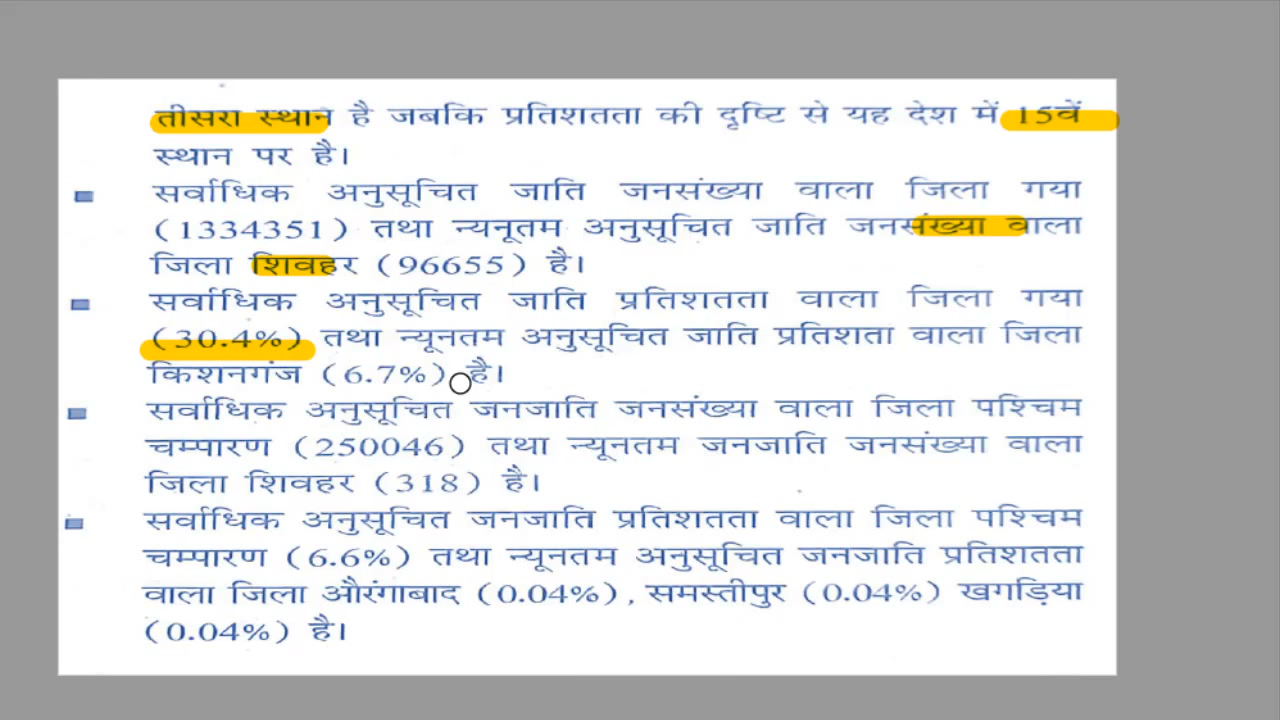 तीसरा स्थान है जबकि प्रतिशतता की दृष्टि से यह देश में 15वें
स्थान पर है।
सर्वाधिक अनुसूचित जाति जनसंख्या वाला जिला गया
(1334351) तथा न्यनूतम अनुसूचित जाति जनसंख्या वाला
जिला शिवहर (96655) है।
सर्वाधिक अनुसूचित जाति प्रतिशतता वाला जिला गया
(30.4%) तथा न्यूनतम अनुसूचित जाति प्रतिशता वाला जिला
किशनगंज (6.7%) है।
सर्वाधिक अनुसूचित जनजाति जनसंख्या वाला जिला पश्चिम
चम्पारण (250046) तथा न्यूनतम जनजाति जनसंख्या वाला
जिला शिवहर (318) है।
सर्वाधिक अनुसूचित जनजाति प्रतिशतता वाला जिला पश्चिम
चम्पारण (6.6%) तथा न्यूनतम अनुसूचित जनजाति प्रतिशतता
वाला जिला औरंगाबाद (0.04%), समस्तीपुर (0.04%) खगड़िया
(0.04%) है।